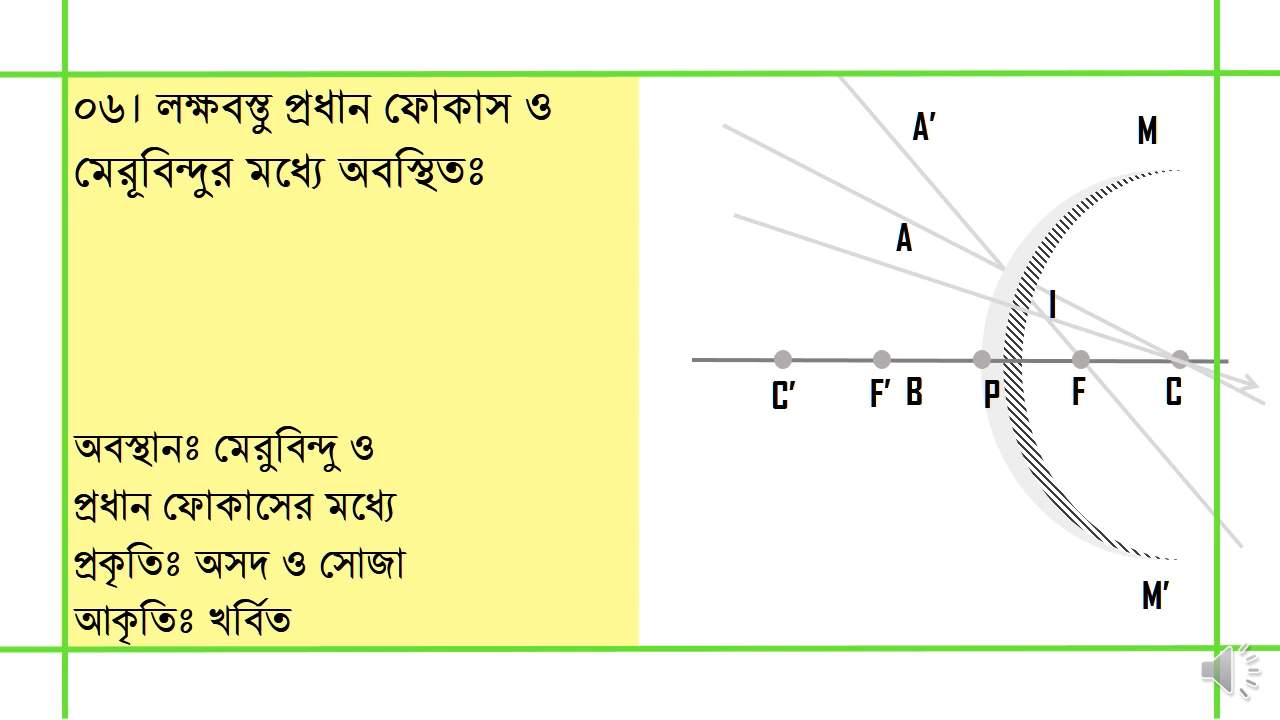 ০৬। লক্ষবস্তু প্রধান ফোকাস ও
মেরূবিন্দুর মধ্যে অবস্থিতঃ
অবস্থানঃ মেরুবিন্দু ও
প্রধান ফোকাসের মধ্যে
প্রকৃতিঃ অসদ ও সোজা
আকৃতিঃ খর্বিত
A′ M
A
I
C′ F′ B P F C
M′